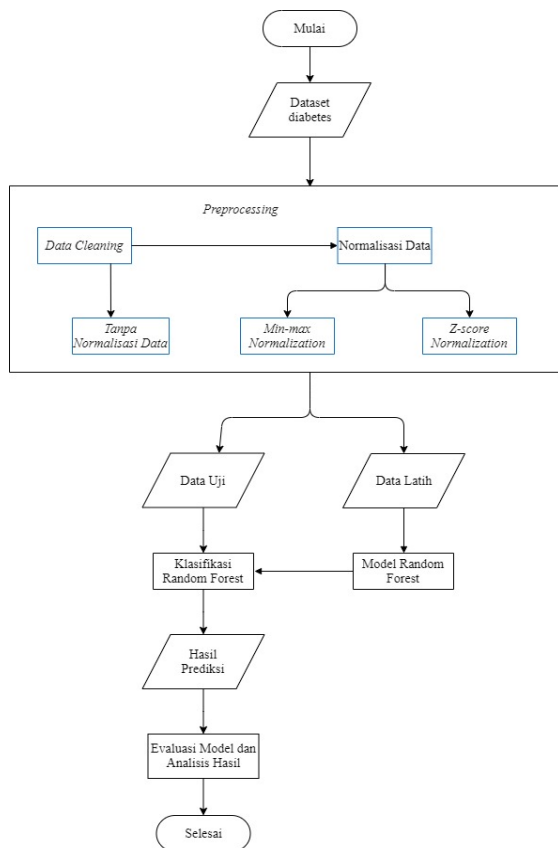 Mulai
Dataset
diabetes
Preprocessing
Data Cleaning
Normalisasi Data
Tanpa
Normalisasi Data
Min-max
Normalization
Z-score
Normalization
Data Uji
Data Latih
Klasifikasi
Random Forest
Model Random
Forest
Hasil
Prediksi
Evaluasi Model dan
Analisis Hasil
Selesai